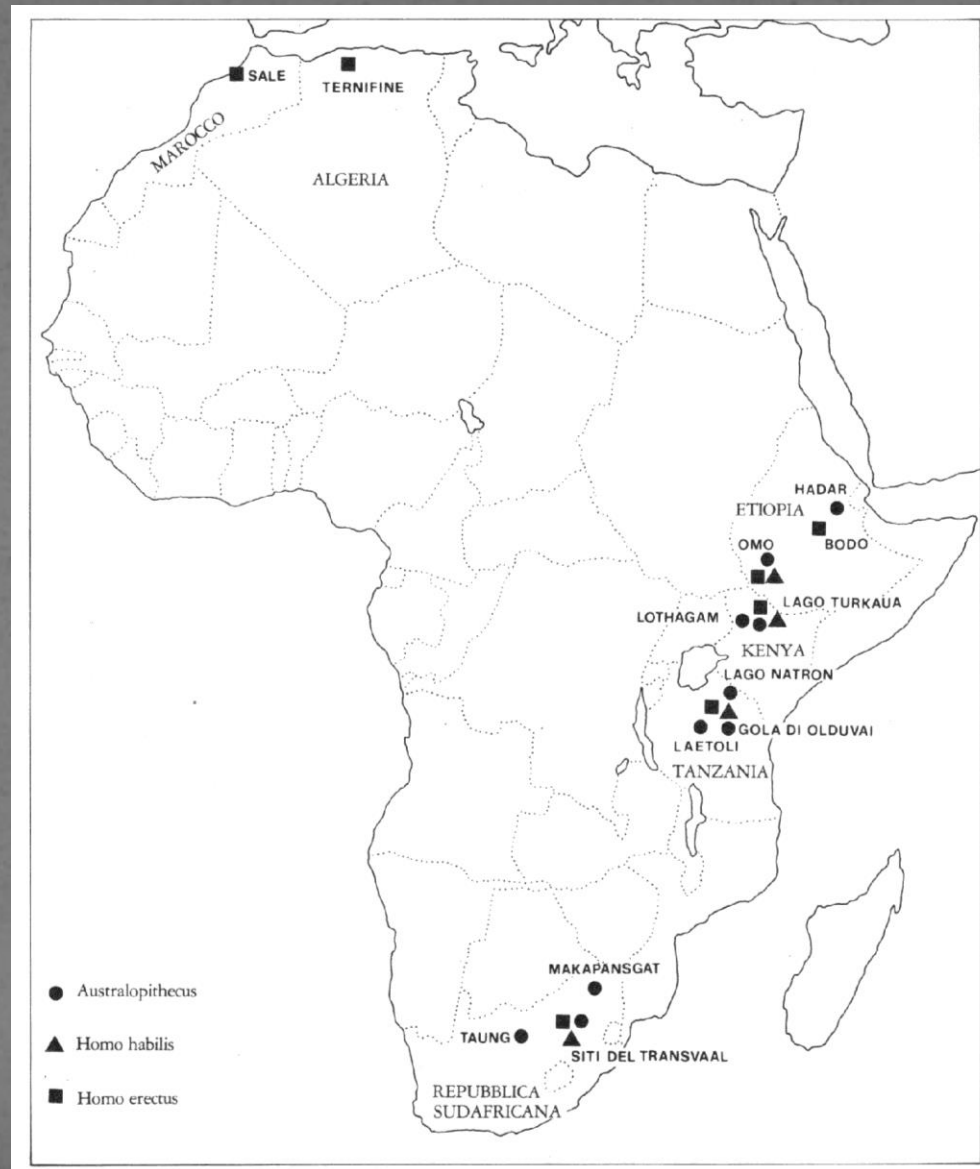 SALE
TERNIFINE
MAROCCO
ALGERIA
HADAR
ETIOPIA
BODO
OMO
LAGO TURKAUA
LOTHAGAM
KENYA
LAGO NATRON
GOLA DI OLDUVAI
LAETOLI
TANZANIA
MAKAPANSGAT
TAUNG
SITI DEL TRANSVAAL
REPUBBLICA
SUDAFRICANA
Australopithecus
Homo habilis
Homo erectus